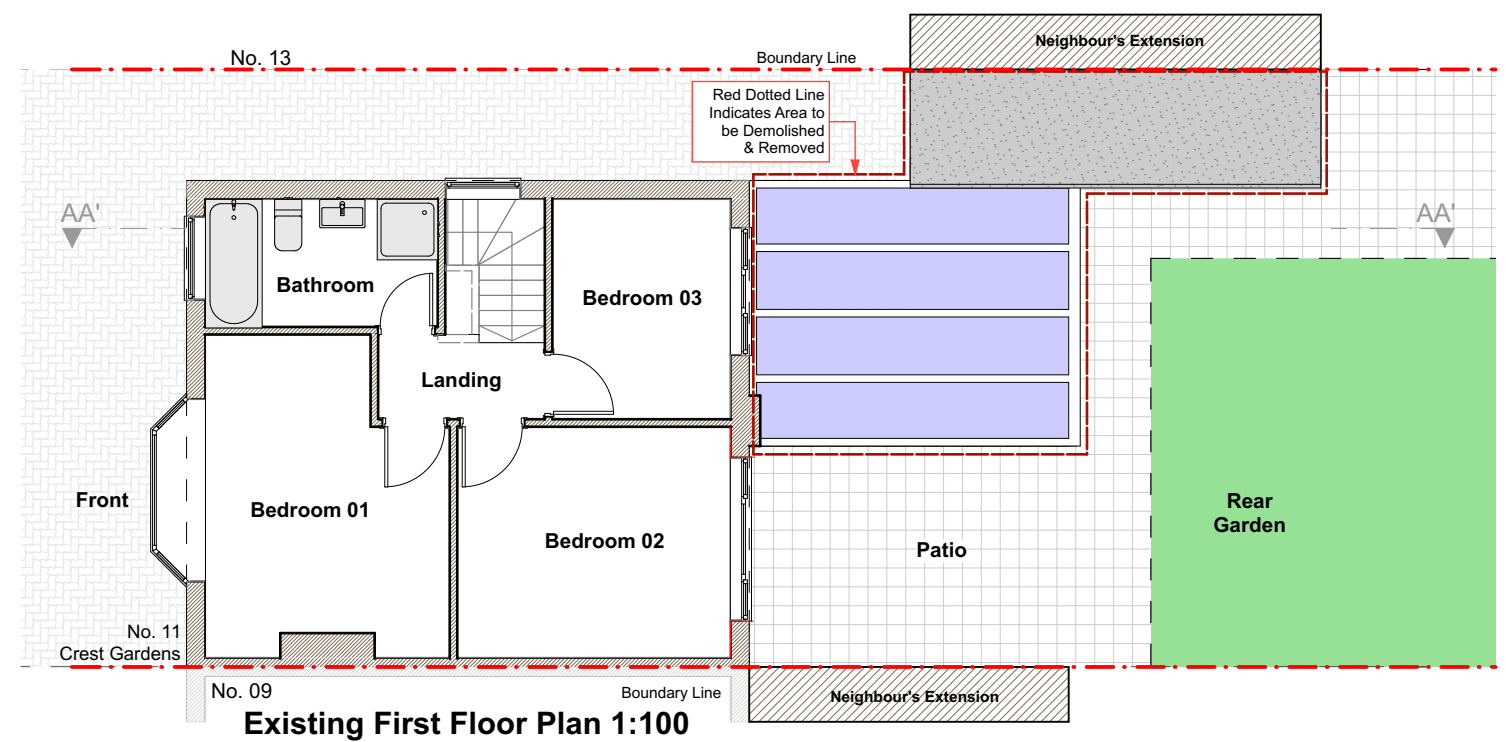 Neighbour's Extension
No. 13
Boundary Line
Red Dotted Line
Indicates Area to
be Demolished
& Removed
AA'
AA'
Bathroom
Bedroom 03
Landing
Front
Bedroom 01
Bedroom 02
Patio
Rear
Garden
No. 11
Crest Gardens
No. 09
Boundary Line
Neighbour's Extension
Existing First Floor Plan 1:100